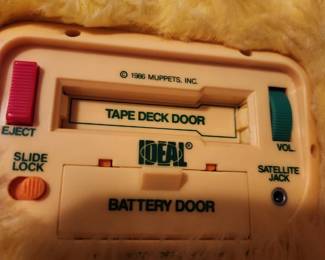 © 1986 MUPPETS, INC.
TAPE DECK DOOR
EJECT
VOL.
IDEAL®
SLIDE
LOCK
SATELLITE
JACK
BATTERY DOOR